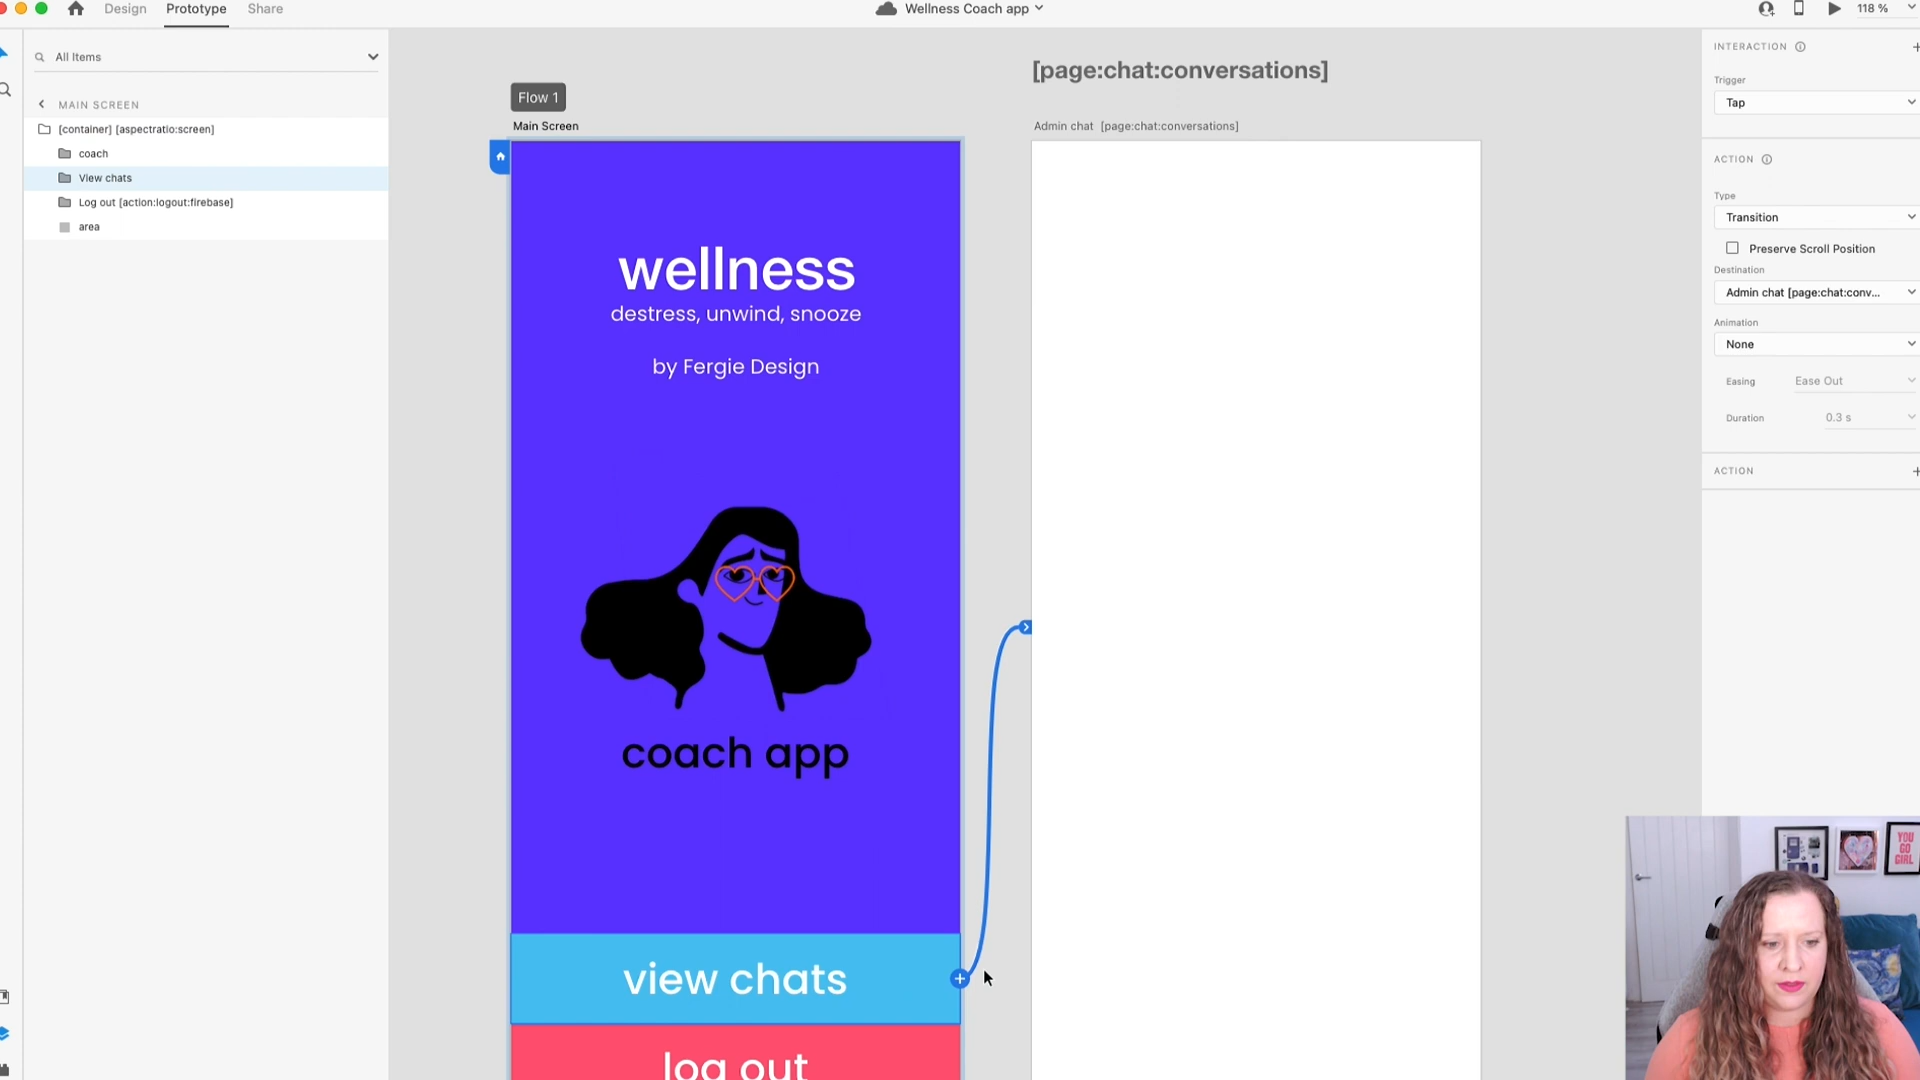 Design
Prototype
Share
Wellness Coach app
118 %
All Items
MAIN SCREEN
[container] [aspectratio:screen]
coach
View chats
Log out [action:logout:firebase]
area
Flow 1
Main Screen
wellness
destress, unwind, snooze
by Fergie Design
coach app
view chats
log out
[page:chat:conversations]
Admin chat [page:chat:conversations]
INTERACTION
Trigger
Tap
ACTION
Type
Transition
Preserve Scroll Position
Destination
Admin chat [page:chat:conv...
Animation
None
Easing
Ease Out
Duration
0.3 s
ACTION
YOU
GO
GIRL